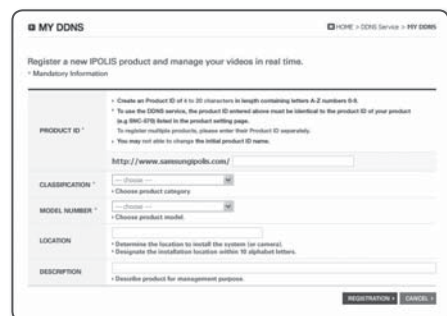 MY DDNS
HOME > DDNS Service > MY DDNS
Register a new IPOLIS product and manage your videos in real time.
* Mandatory Information
PRODUCT ID *
› Create an Product ID of 4 to 20 characters in length containing letters A-Z numbers 0-9.
* To use the DDNS service, the product ID entered above must be identical to the product ID of your product
(e.g SNC-570) listed in the product setting page.
To register multiple products, please enter their Product ID separately.
› You may not able to change the initial product ID name.
http://www.samsungipolis.com/
CLASSIFICATION *
--- choose ---
› Choose product category
MODEL NUMBER *
--- choose ---
› Choose product model.
LOCATION
› Determine the location to install the system (or camera).
› Designate the installation location within 10 alphabet letters.
DESCRIPTION
› Describe product for management purpose.
REGISTRATION ›
CANCEL ›